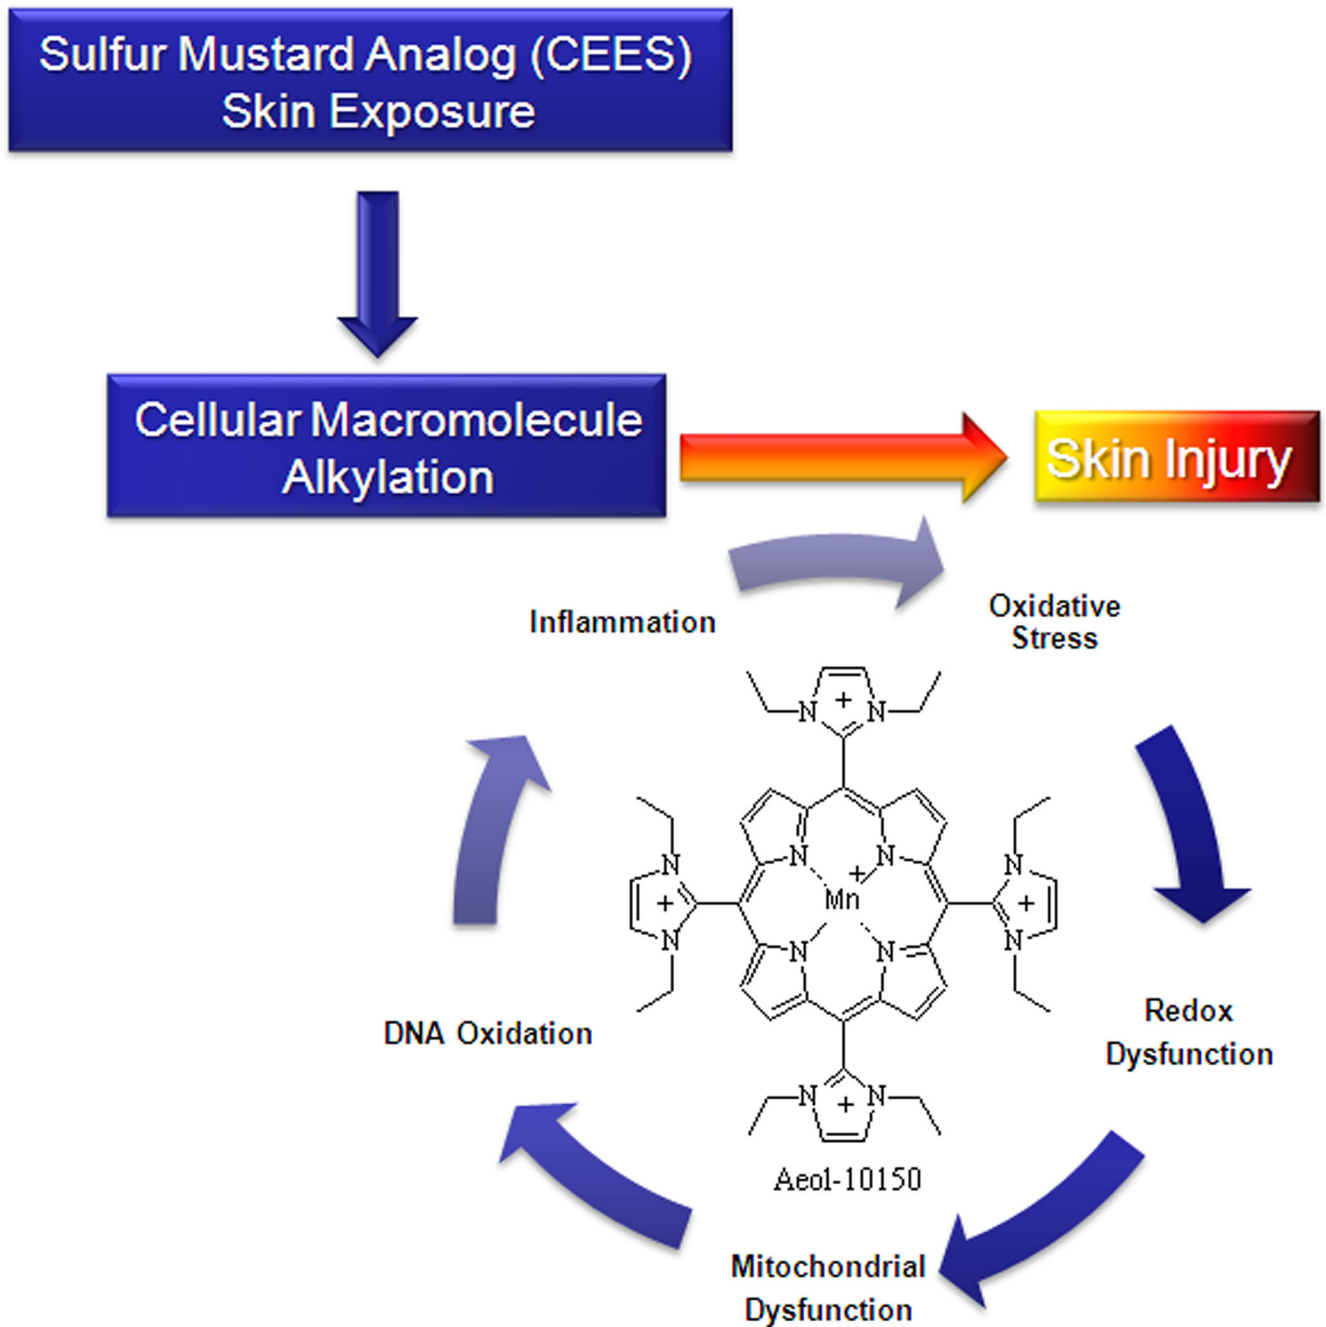 Sulfur Mustard Analog (CEES)
Skin Exposure
Cellular Macromolecule
Alkylation
Skin Injury
Inflammation
Oxidative
Stress
N
+
N
N
+
N
N
N
+
Mn
N
N
N
+
N
DNA Oxidation
Redox
Dysfunction
N
+
N
Aeol-10150
Mitochondrial
Dysfunction